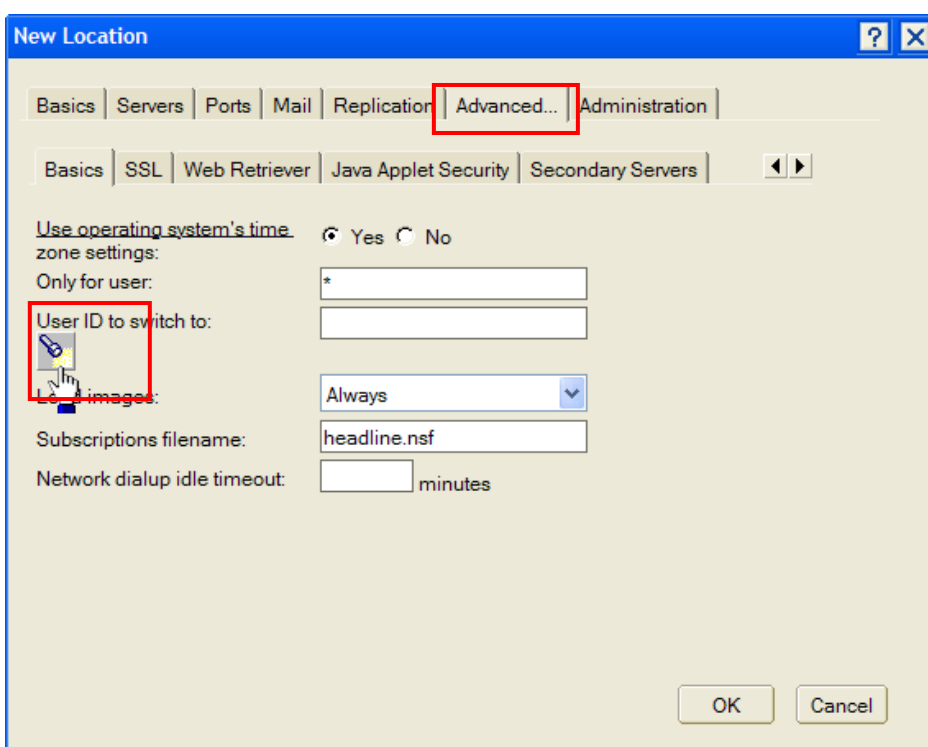 New Location
Basics Servers Ports Mail Replication Advanced... Administration
Basics SSL Web Retriever Java Applet Security Secondary Servers
Use operating system's time
zone settings:
Yes No
Only for user: *
User ID to switch to:
images: Always
Subscriptions filename: headline.nsf
Network dialup idle timeout: minutes
OK Cancel